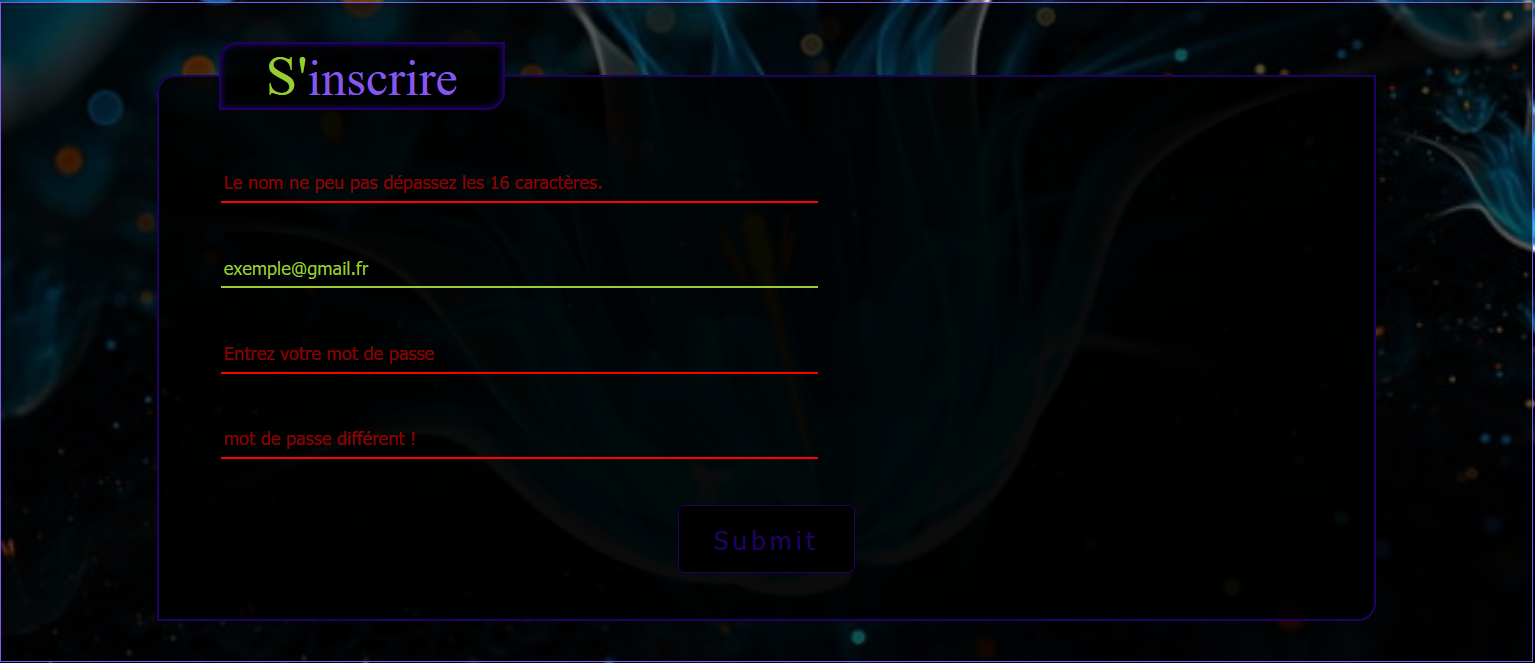 S'inscrire
Le nom ne peu pas dépassez les 16 caractères.
exemple@gmail.fr
Entrez votre mot de passe
mot de passe différent !
Submit